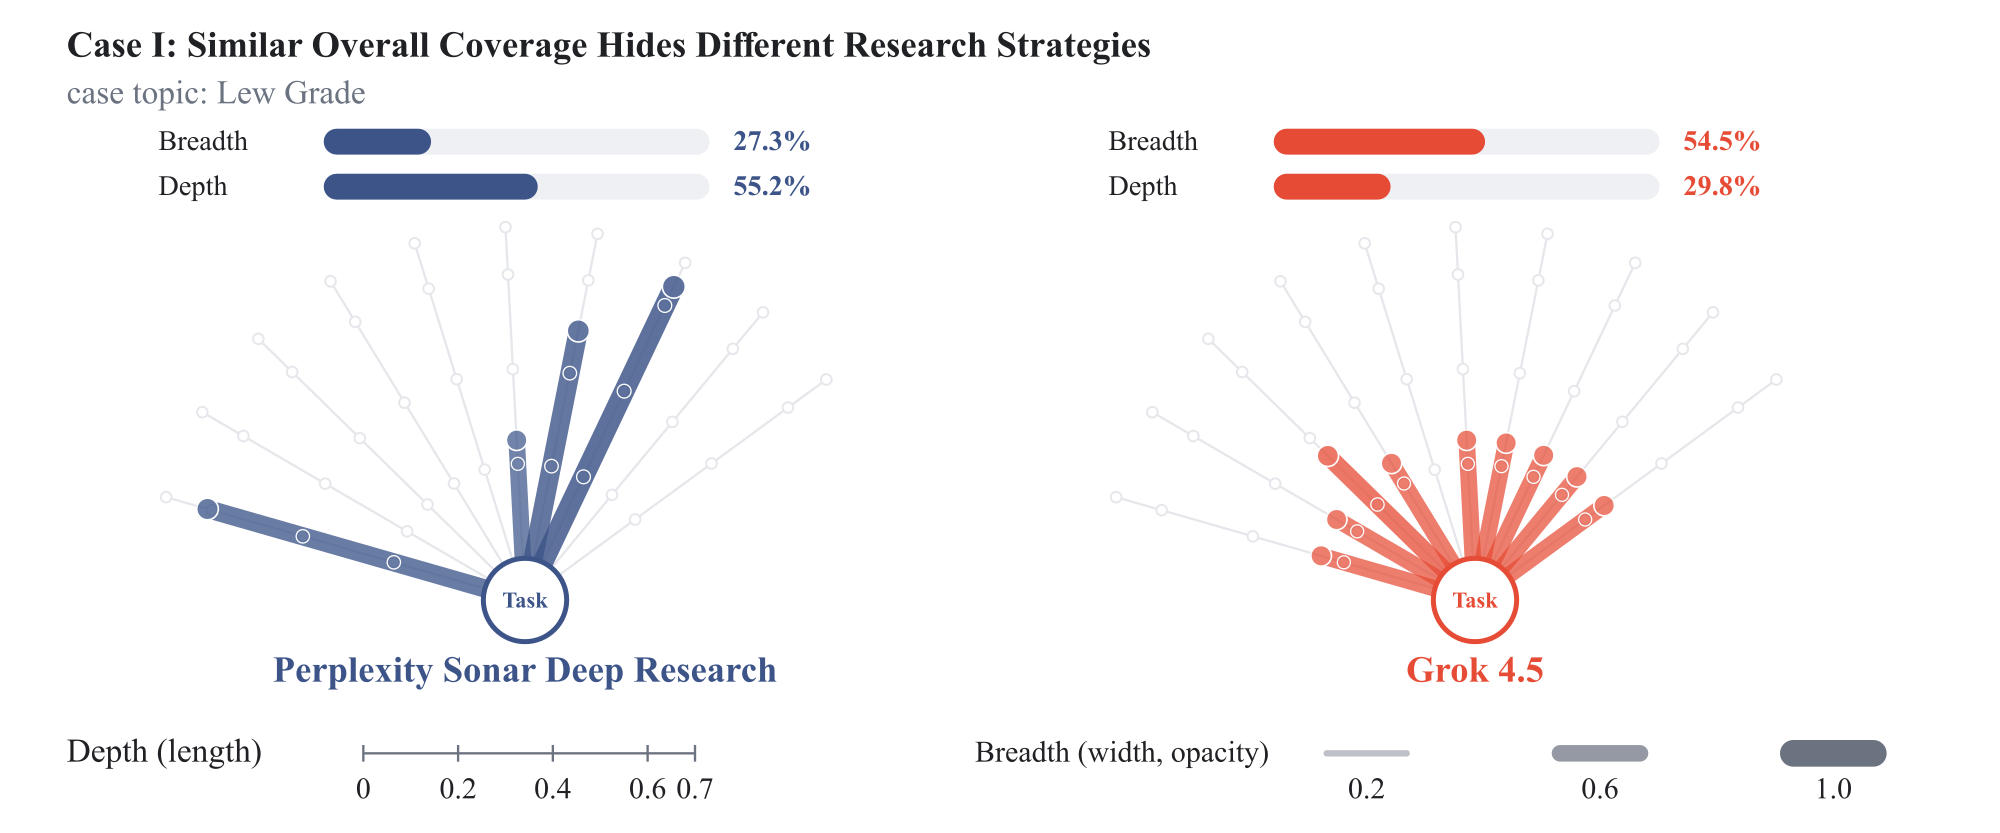 Case I: Similar Overall Coverage Hides Different Research Strategies
case topic: Lew Grade
Breadth 27.3%
Depth 55.2%
Breadth 54.5%
Depth 29.8%
Task
Perplexity Sonar Deep Research
Task
Grok 4.5
Depth (length)
0 0.2 0.4 0.6 0.7
Breadth (width, opacity)
0.2 0.6 1.0